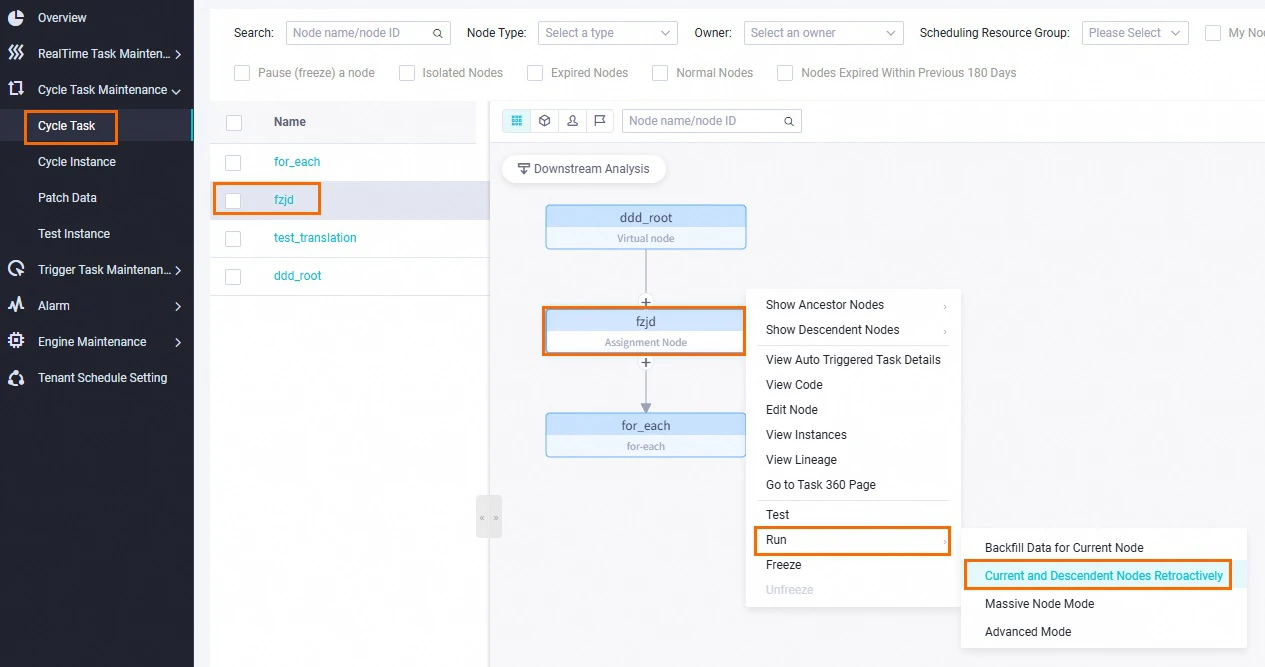 Overview
RealTime Task Mainten...
Cycle Task Maintenance
Cycle Task
Cycle Instance
Patch Data
Test Instance
Trigger Task Maintenan...
Alarm
Engine Maintenance
Tenant Schedule Setting
Search: Node name/node ID Node Type: Select a type Owner: Select an owner Scheduling Resource Group: Please Select My No
Pause (freeze) a node Isolated Nodes Expired Nodes Normal Nodes Nodes Expired Within Previous 180 Days
Name
for_each
fzjd
test_translation
ddd_root
Node name/node ID
Downstream Analysis
ddd_root
Virtual node
fzjd
Assignment Node
for_each
for-each
Show Ancestor Nodes
Show Descendent Nodes
View Auto Triggered Task Details
View Code
Edit Node
View Instances
View Lineage
Go to Task 360 Page
Test
Run
Freeze
Unfreeze
Backfill Data for Current Node
Current and Descendent Nodes Retroactively
Massive Node Mode
Advanced Mode